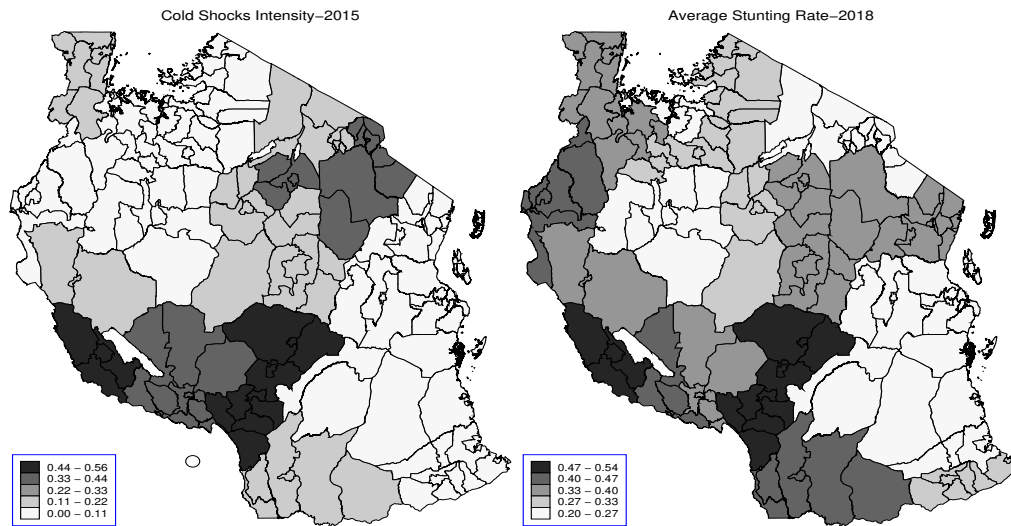 Cold Shocks Intensity−2015
0.44 − 0.56
0.33 − 0.44
0.22 − 0.33
0.11 − 0.22
0.00 − 0.11
Average Stunting Rate−2018
0.47 − 0.54
0.40 − 0.47
0.33 − 0.40
0.27 − 0.33
0.20 − 0.27